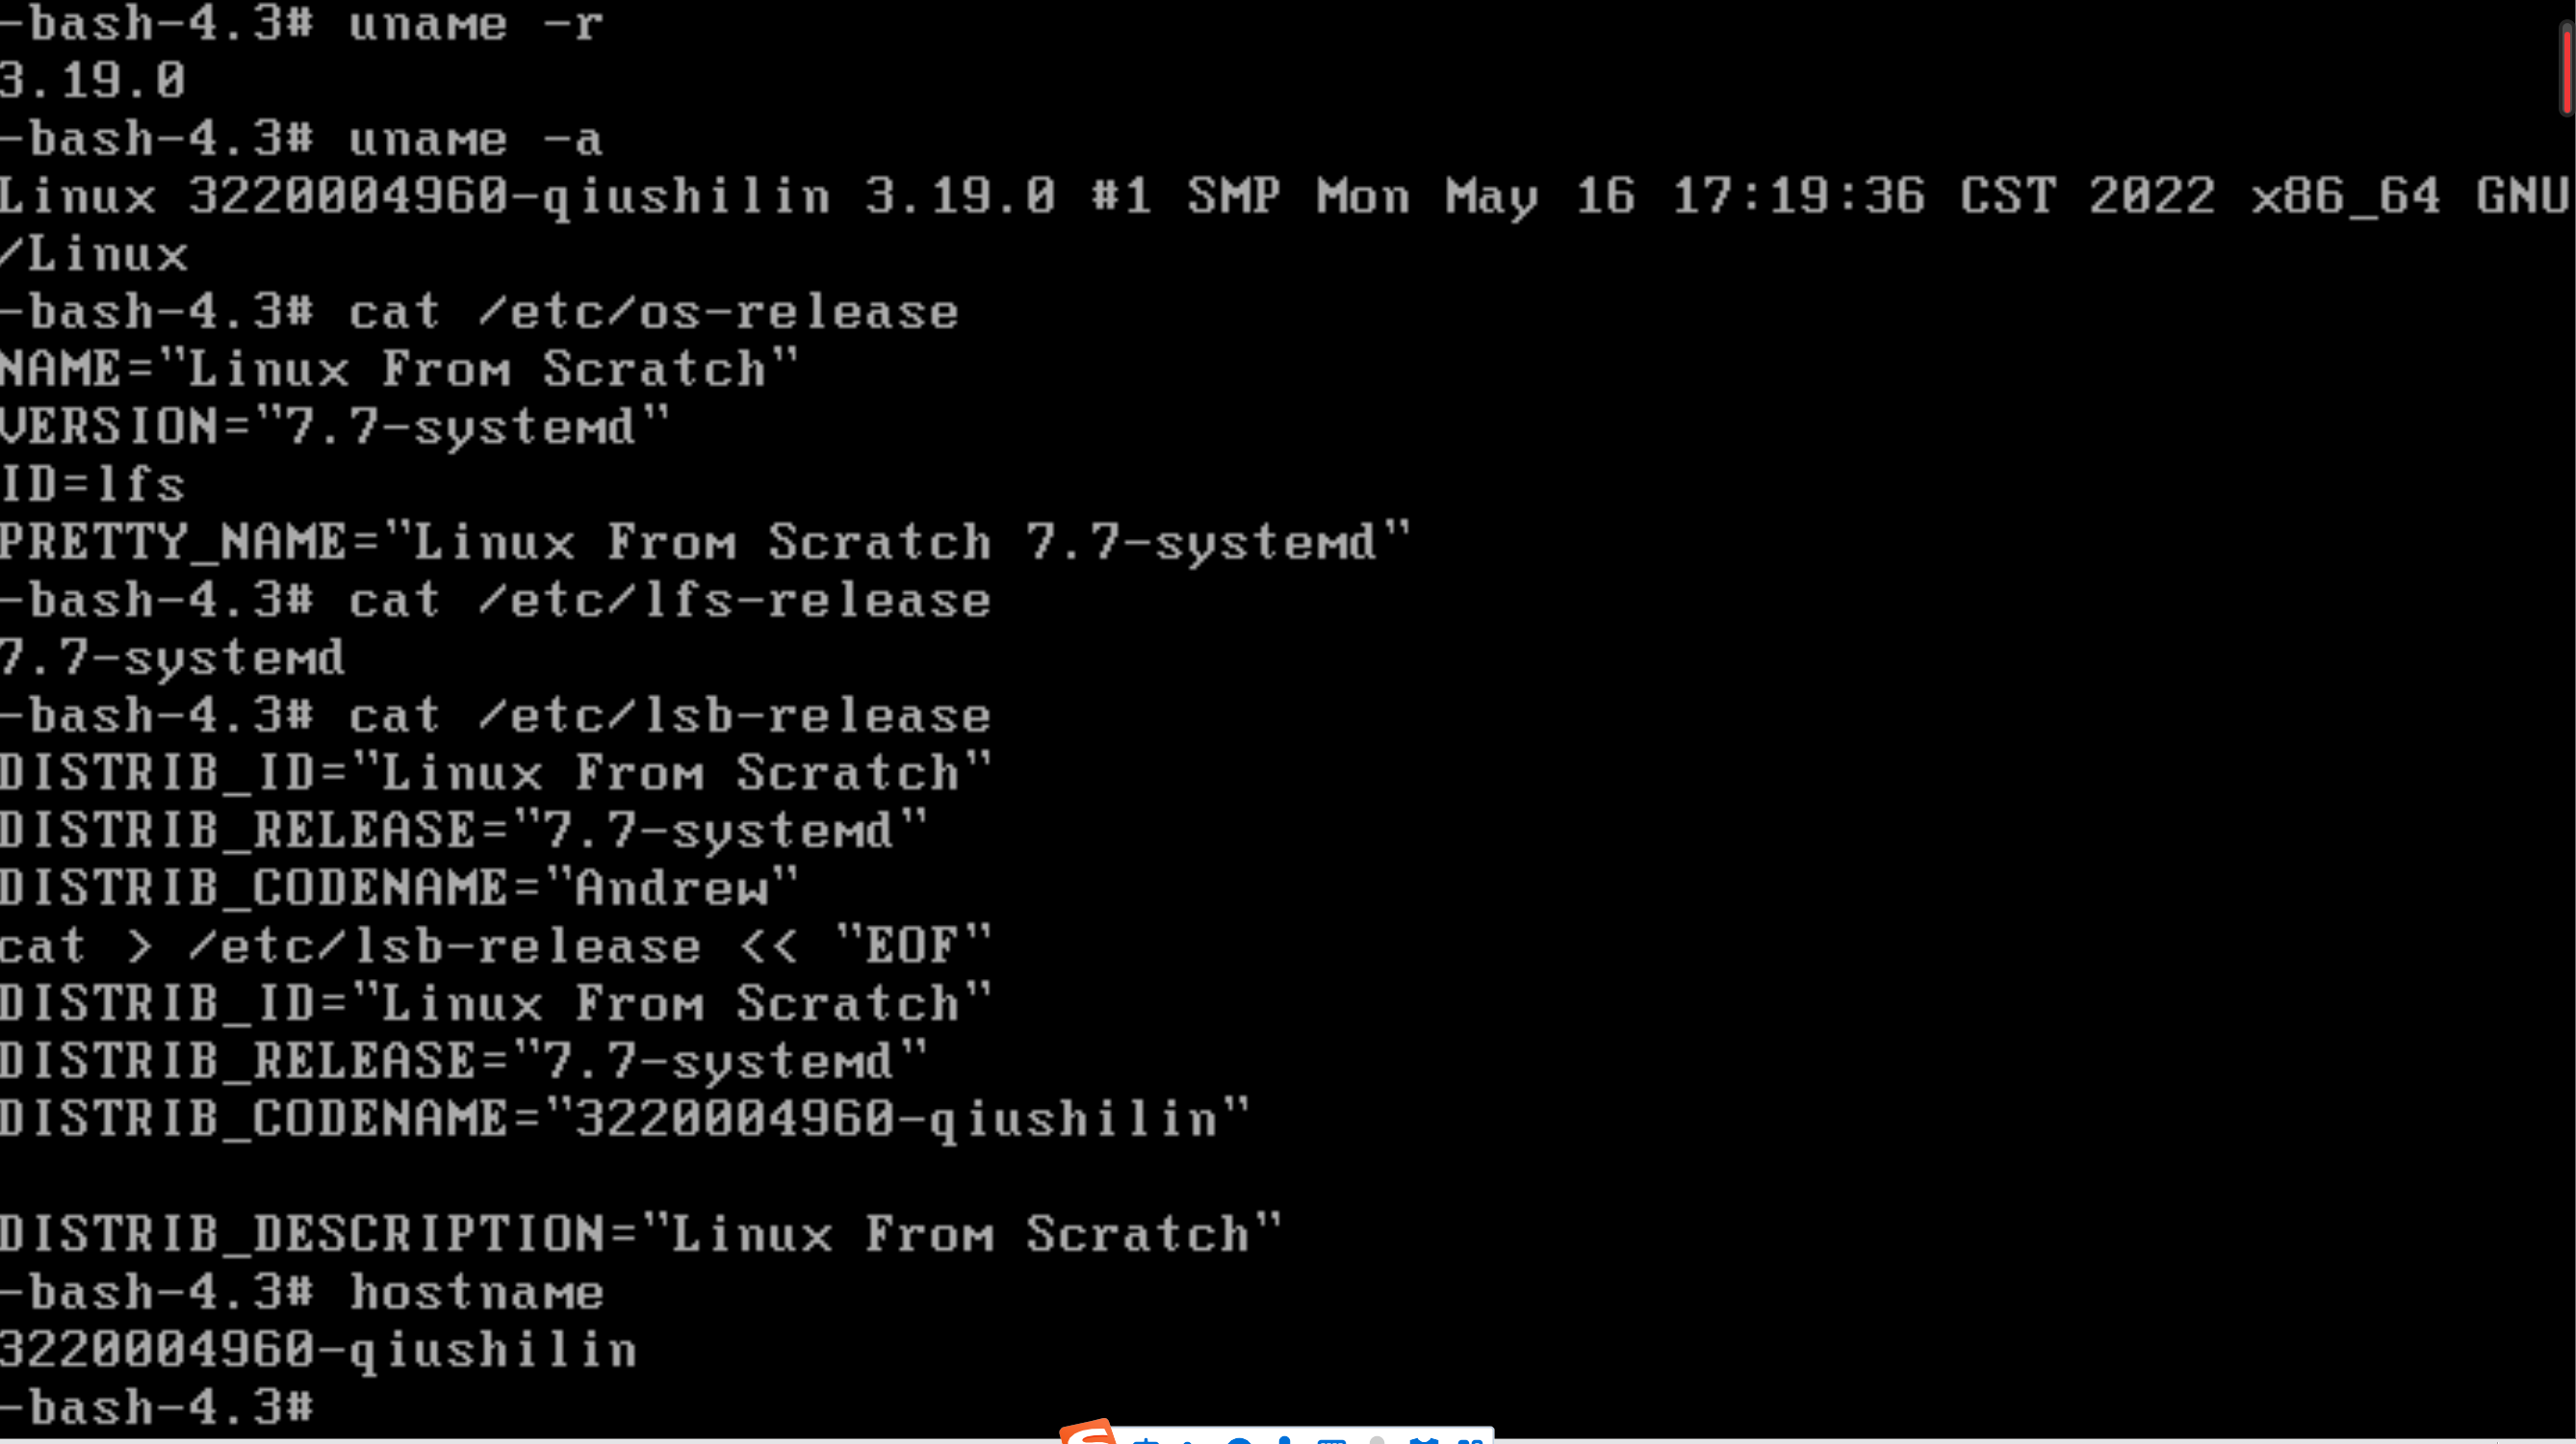 -bash-4.3# uname -r
3.19.0
-bash-4.3# uname -a
Linux 3220004960-qiushilin 3.19.0 #1 SMP Mon May 16 17:19:36 CST 2022 x86_64 GNU
/Linux
-bash-4.3# cat /etc/os-release
NAME="Linux From Scratch"
VERSION="7.7-systemd"
ID=lfs
PRETTY_NAME="Linux From Scratch 7.7-systemd"
-bash-4.3# cat /etc/lfs-release
7.7-systemd
-bash-4.3# cat /etc/lsb-release
DISTRIB_ID="Linux From Scratch"
DISTRIB_RELEASE="7.7-systemd"
DISTRIB_CODENAME="Andrew"
cat > /etc/lsb-release << "EOF"
DISTRIB_ID="Linux From Scratch"
DISTRIB_RELEASE="7.7-systemd"
DISTRIB_CODENAME="3220004960-qiushilin"
DISTRIB_DESCRIPTION="Linux From Scratch"
-bash-4.3# hostname
3220004960-qiushilin
-bash-4.3#